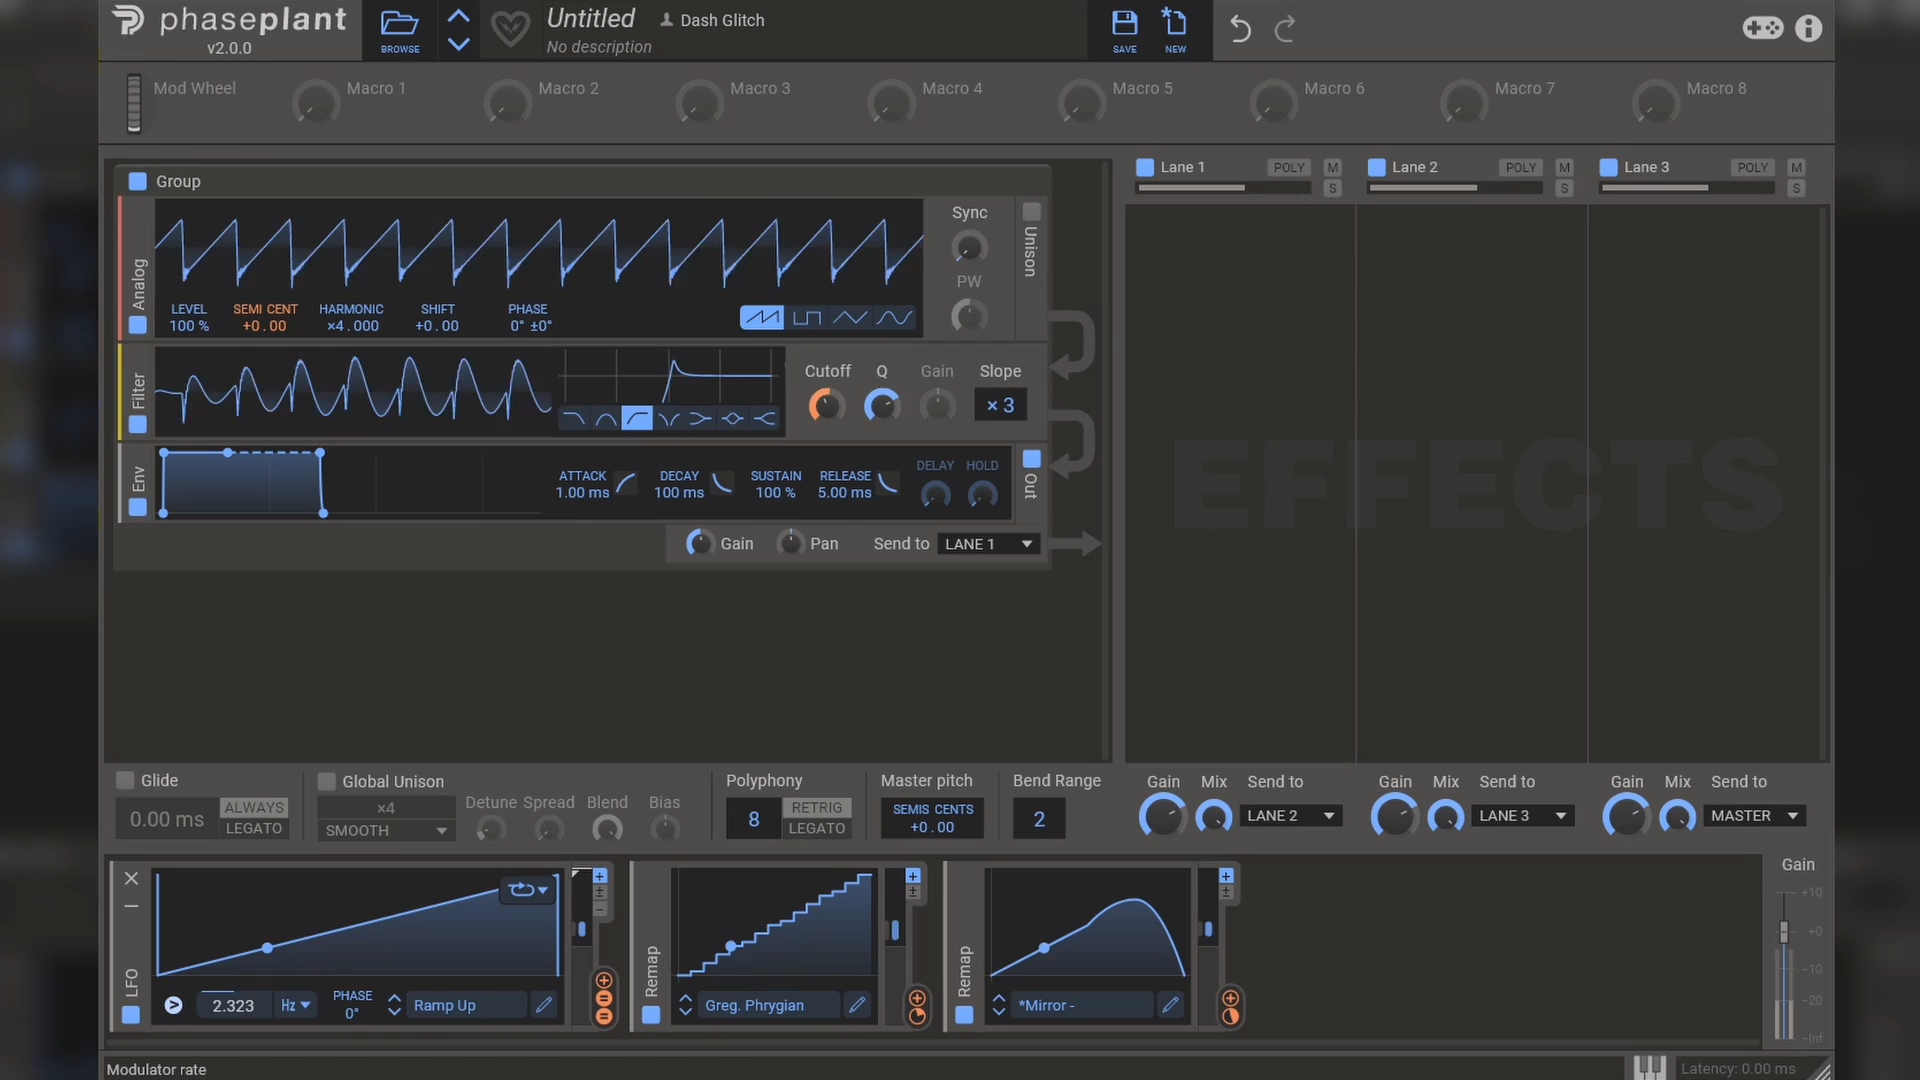 phaseplant
v2.0.0
BROWSE
Untitled
Dash Glitch
No description
SAVE
NEW
Mod Wheel
Macro 1
Macro 2
Macro 3
Macro 4
Macro 5
Macro 6
Macro 7
Macro 8
Group
Lane 1
POLY
M
S
Lane 2
POLY
M
S
Lane 3
POLY
M
S
Analog
LEVEL
100 %
SEMI CENT
+0.00
HARMONIC
×4.000
SHIFT
+0.00
PHASE
0° ±0°
Sync
PW
Unison
Filter
Cutoff
Q
Gain
Slope
× 3
Env
ATTACK
1.00 ms
DECAY
100 ms
SUSTAIN
100 %
RELEASE
5.00 ms
DELAY
HOLD
Out
Gain
Pan
Send to
LANE 1
EFFECTS
Glide
0.00 ms
ALWAYS
LEGATO
Global Unison
×4
SMOOTH
Detune
Spread
Blend
Bias
Polyphony
8
RETRIG
LEGATO
Master pitch
SEMIS CENTS
+0.00
Bend Range
2
Gain
Mix
Send to
LANE 2
Gain
Mix
Send to
LANE 3
Gain
Mix
Send to
MASTER
LFO
2.323
Hz
PHASE
0°
Ramp Up
Remap
Greg. Phrygian
Remap
*Mirror -
Gain
+10
+0
-10
-20
-Inf
Modulator rate
Latency: 0.00 ms